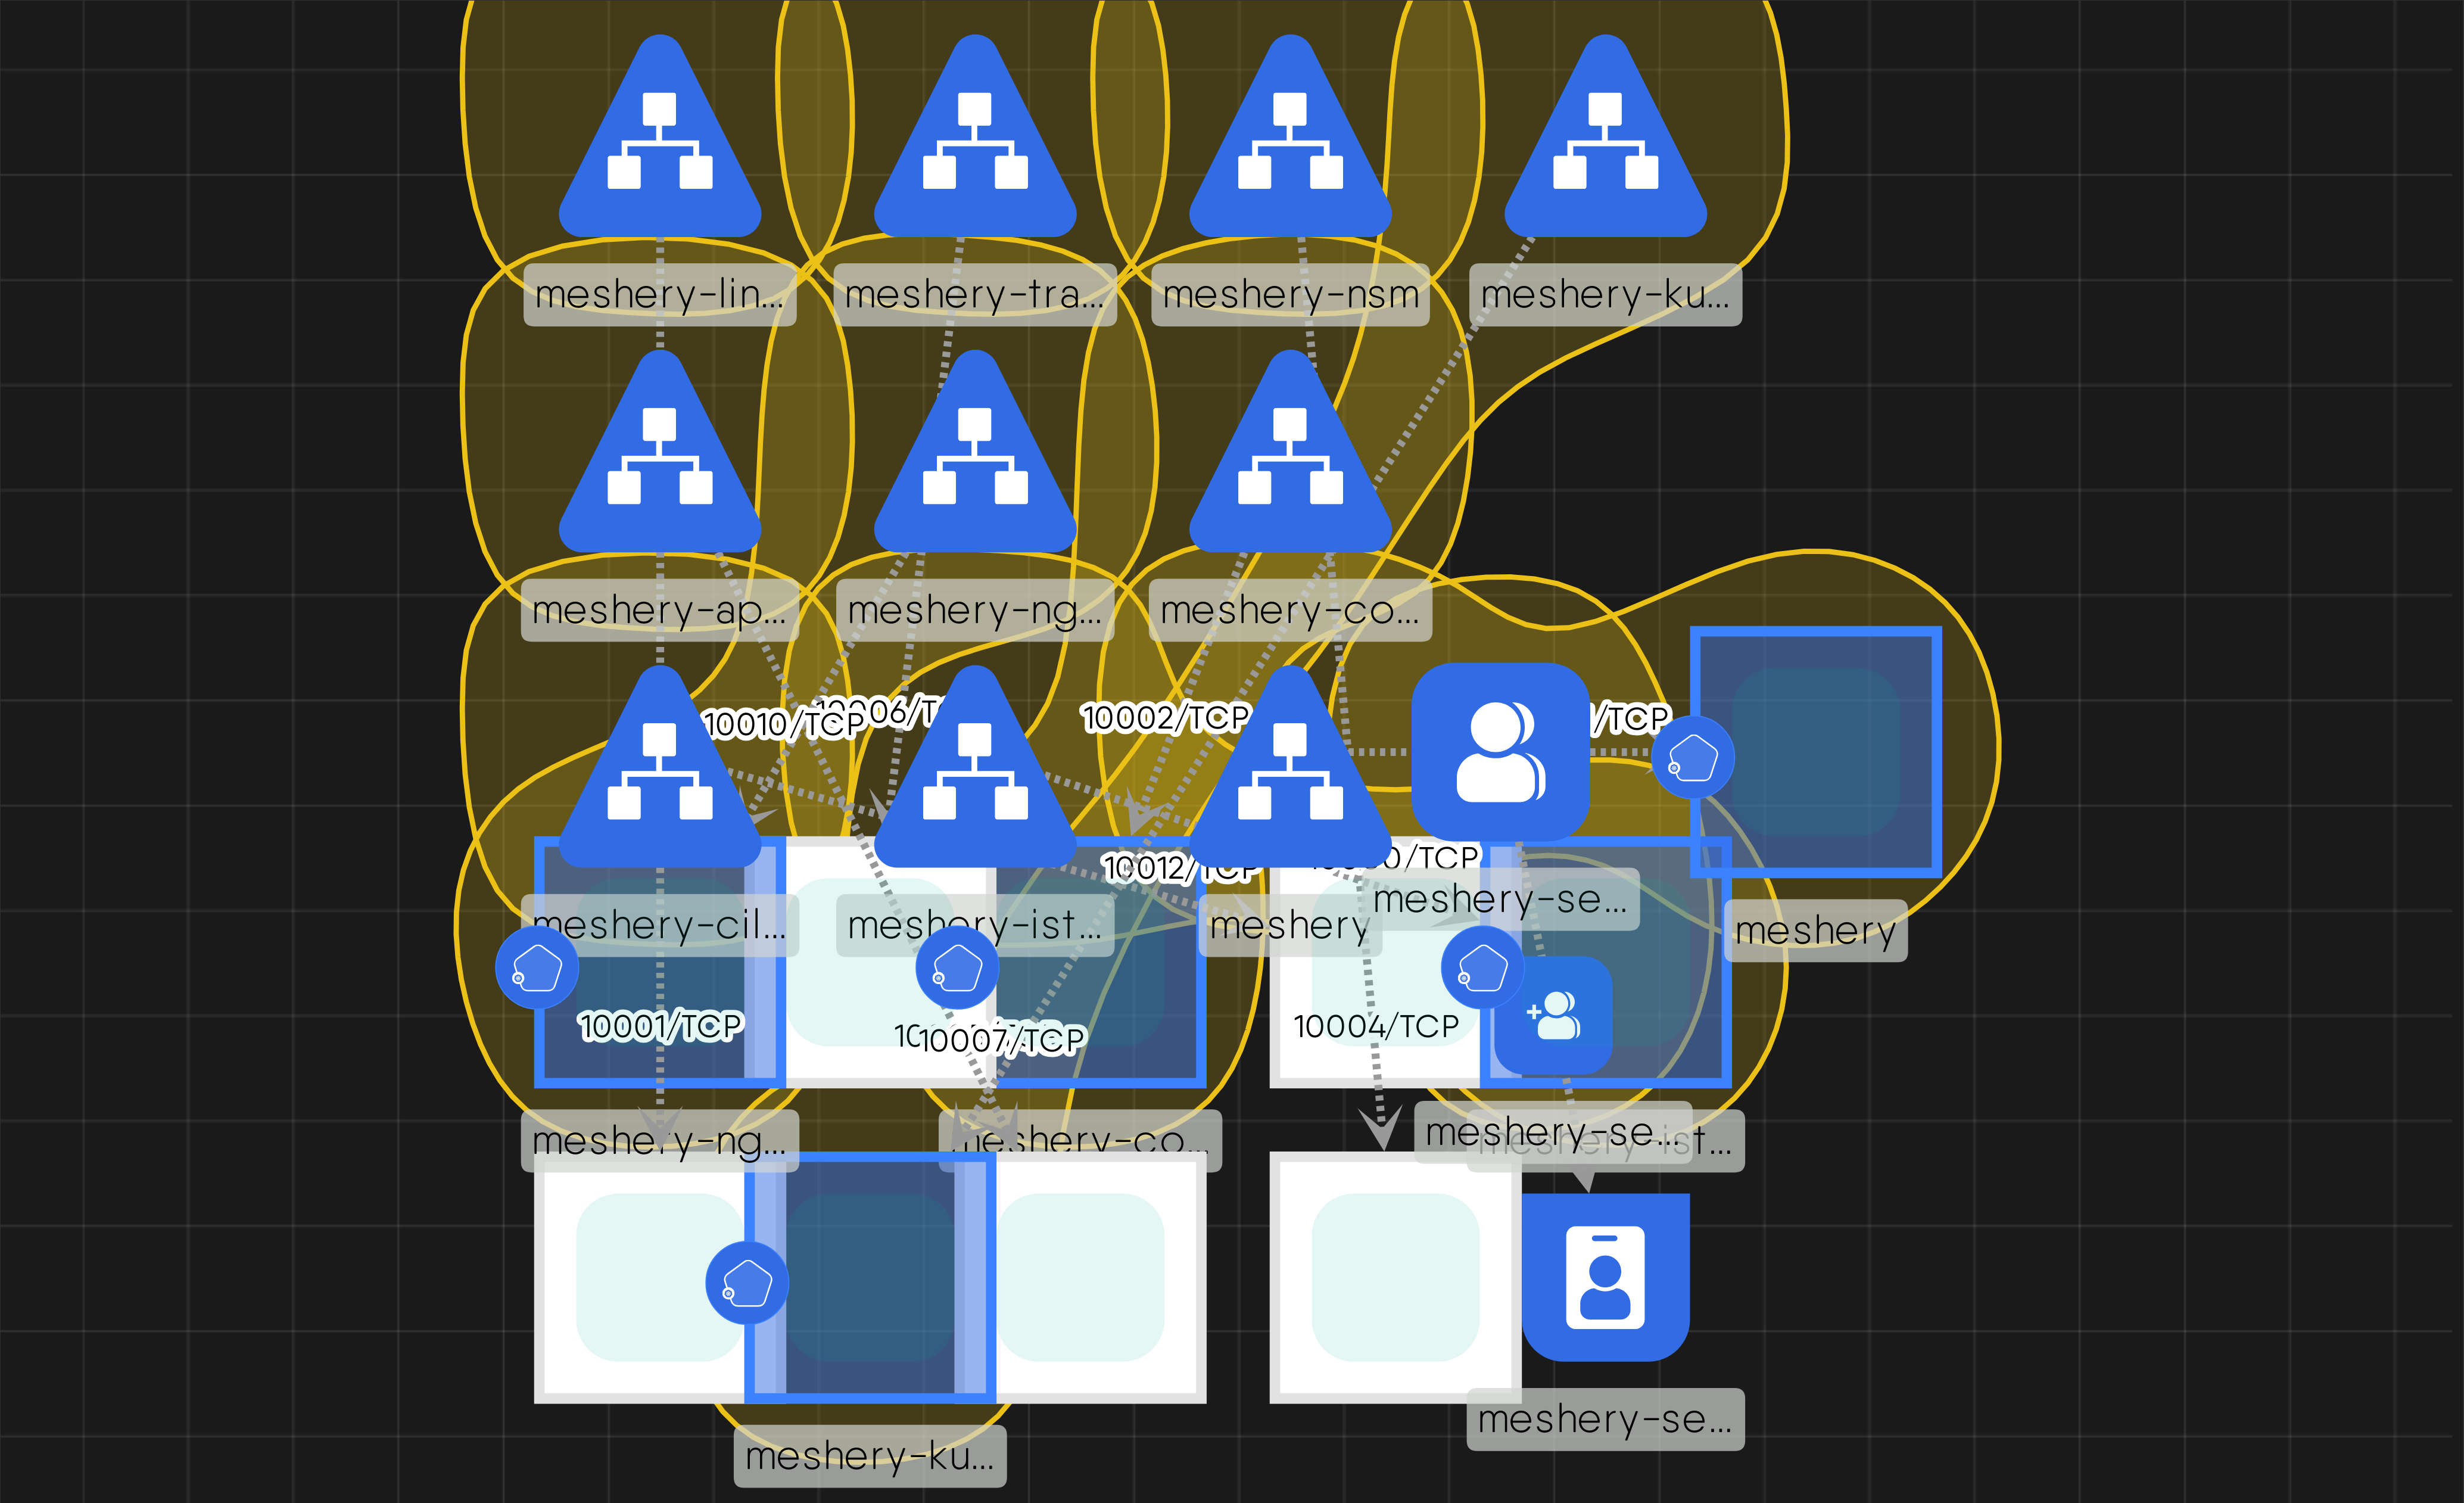 meshery-lin...
meshery-tra...
meshery-nsm
meshery-ku...
meshery-ap...
meshery-ng...
meshery-co...
10010/TCP
10002/TCP
/TCP
10012/TCP
0/TCP
meshery-cil...
meshery-ist...
meshery
meshery-se...
meshery
10001/TCP
10007/TCP
10004/TCP
meshery-ng...
meshery-co...
meshery-se...
ist...
meshery-se...
meshery-ku...